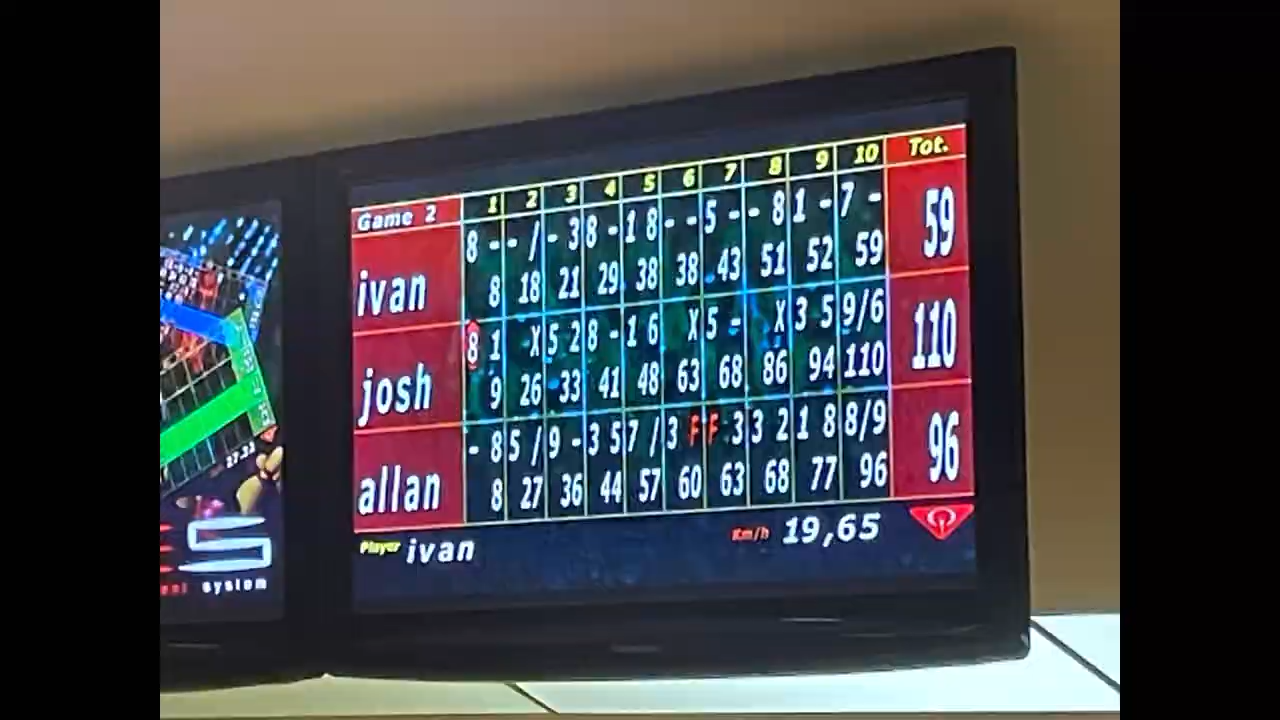 Game 2 1 2 3 4 5 6 7 8 9 10 Tot.
ivan 8 - - / - 3 8 - 1 8 - - 5 - - 8 1 - 7 - 59
8 18 21 29 38 38 43 51 52 59
josh 8 1 X 5 2 8 - 1 6 X 5 - X 3 5 9/6 110
9 26 33 41 48 63 68 86 94 110
allan - 8 5 / 9 - 3 5 7 / 3 F F 3 3 2 1 8 8/9 96
8 27 36 44 57 60 63 68 77 96
Player ivan Km/h 19,65
27.21
ES
system